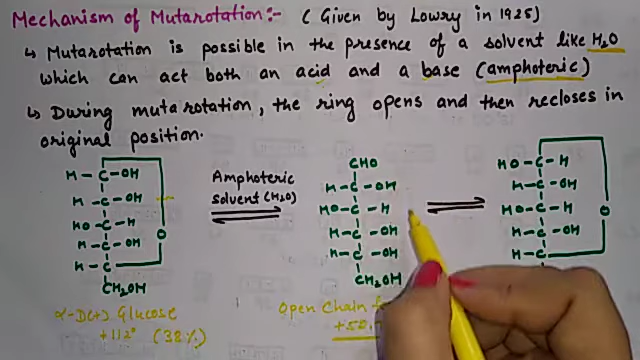 Mechanism of Mutarotation:- (Given by Lowry in 1925)
↳ Mutarotation is possible in the presence of a solvent like H2O
which can act both an acid and a base (amphoteric)
↳ During mutarotation, the ring opens and then recloses in
original position.
H-C-OH
H-C-OH
HO-C-H
H-C-OH
H-C
O
CH2OH
α-D(+) Glucose
+112° (38%)
Amphoteric
solvent (H2O)
CHO
H-C-OH
HO-C-H
H-C-OH
H-C-OH
CH2OH
Open Chain
HO-C-H
H-C-OH
HO-C-H
H-C-OH
H-C
O